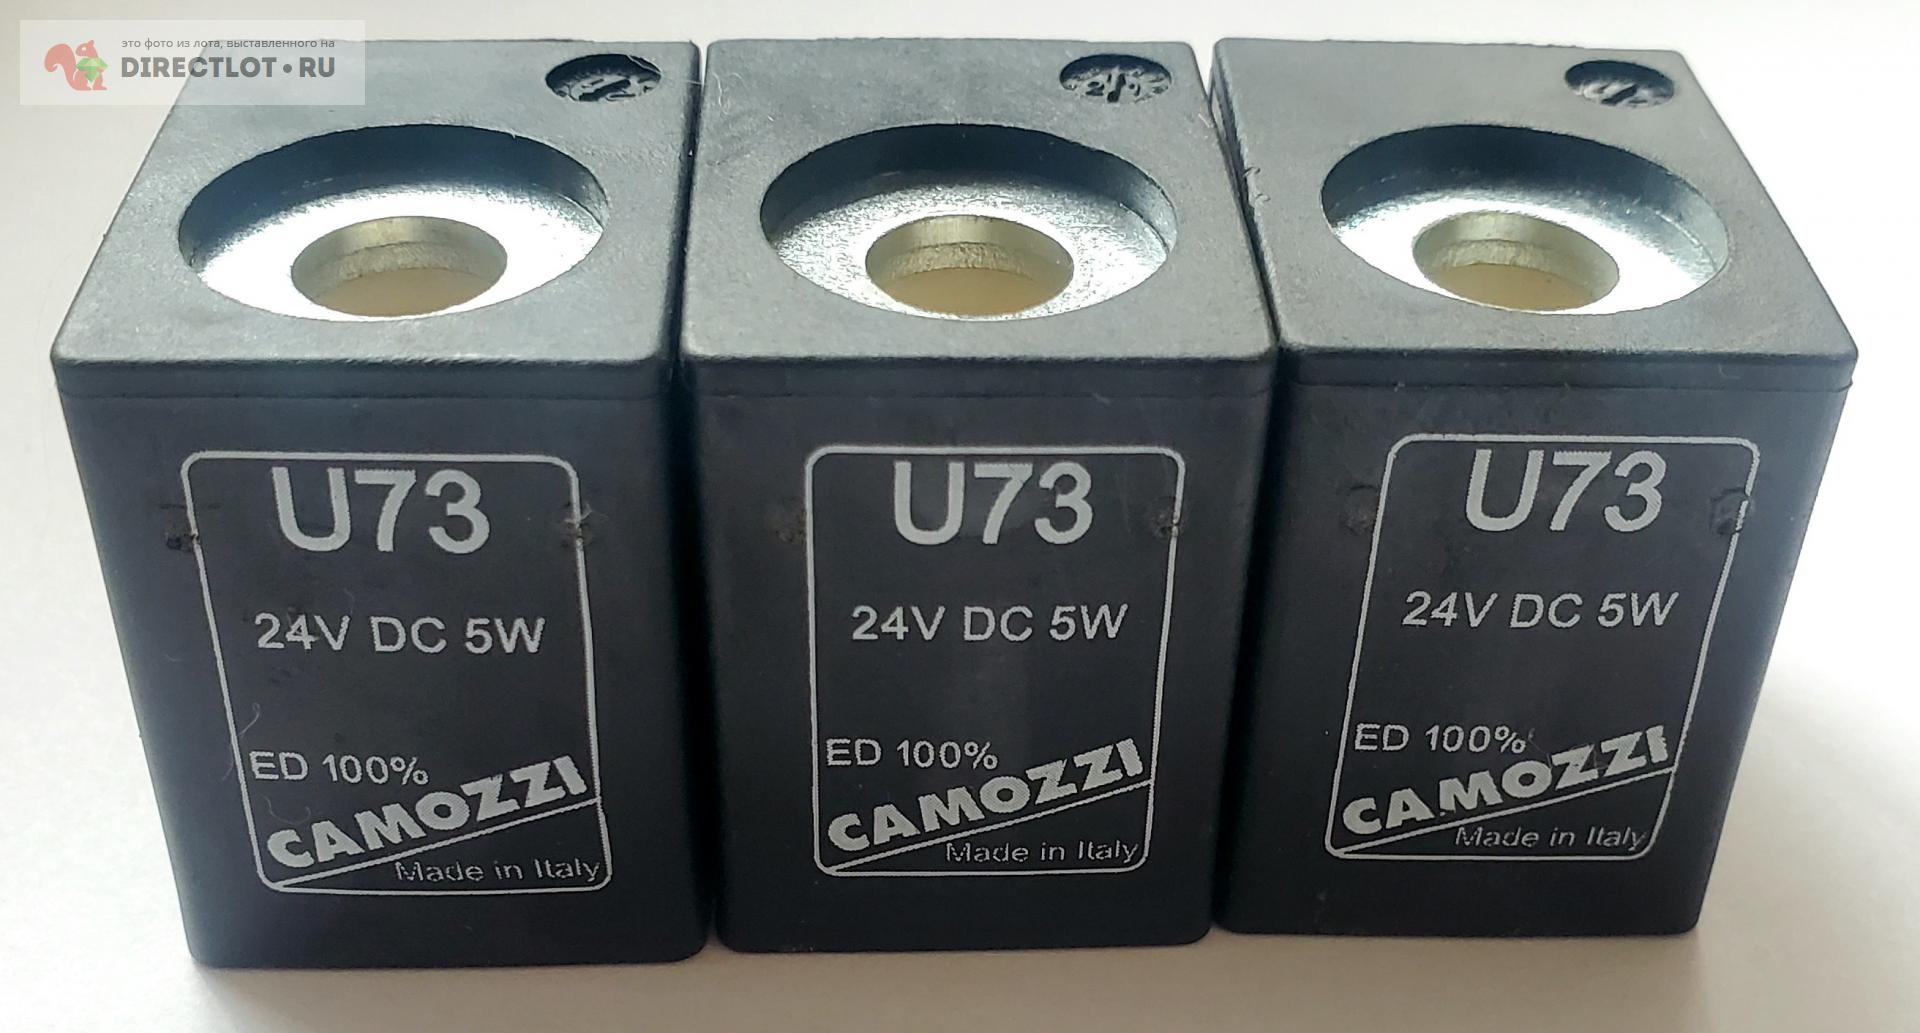 это фото из лота, выставленного на
DIRECTLOT•RU
U73
24V DC 5W
ED 100%
CAMOZZI
Made in Italy
U73
24V DC 5W
ED 100%
CAMOZZI
Made in Italy
U73
24V DC 5W
ED 100%
CAMOZZI
Made in Italy